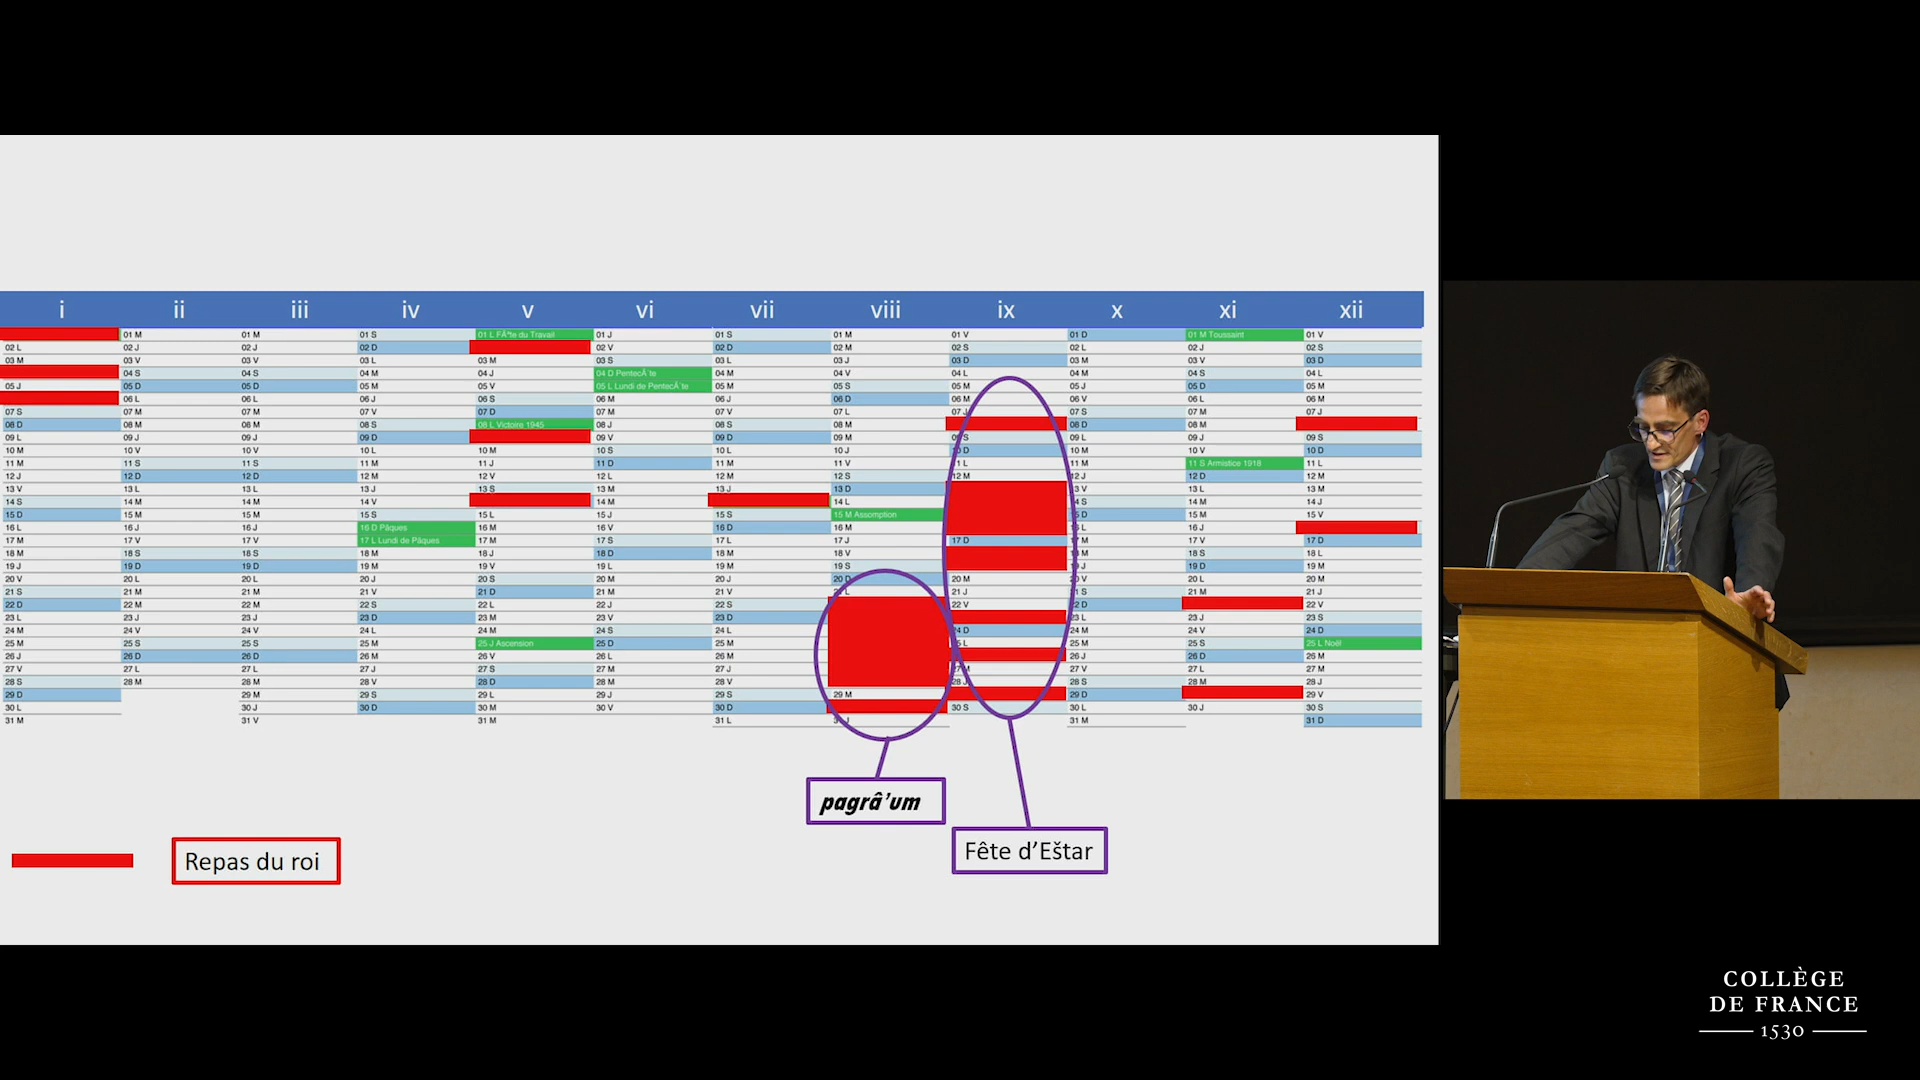 i ii iii iv v vi vii viii ix x xi xii
01 M 01 M 01 S 01 L FÃªte du Travail 01 J 01 S 01 M 01 V 01 D 01 M Toussaint 01 V
02 L 02 J 02 J 02 D 02 V 02 D 02 M 02 S 02 L 02 J 02 S
03 M 03 V 03 V 03 L 03 M 03 S 03 L 03 J 03 D 03 M 03 V 03 D
04 S 04 S 04 M 04 J 04 D PentecÃ´te 04 M 04 V 04 L 04 M 04 S 04 L
05 J 05 D 05 D 05 M 05 V 05 L Lundi de PentecÃ´te 05 M 05 S 05 M 05 J 05 D 05 M
06 L 06 L 06 J 06 S 06 M 06 J 06 D 06 M 06 V 06 L 06 M
07 S 07 M 07 M 07 V 07 D 07 M 07 V 07 L 07 J 07 S 07 M 07 J
08 D 08 M 08 M 08 S 08 L Victoire 1945 08 J 08 S 08 M 08 D 08 M
09 L 09 J 09 J 09 D 09 V 09 D 09 M 09 S 09 L 09 J 09 S
10 M 10 V 10 V 10 L 10 M 10 S 10 L 10 J 10 D 10 M 10 V 10 D
11 M 11 S 11 S 11 M 11 J 11 D 11 M 11 V 11 L 11 M 11 S Armistice 1918 11 L
12 J 12 D 12 D 12 M 12 V 12 L 12 M 12 S 12 M 12 J 12 D 12 M
13 V 13 L 13 L 13 J 13 S 13 M 13 J 13 D 13 V 13 L 13 M
14 S 14 M 14 M 14 V 14 M 14 L 14 S 14 M 14 J
15 D 15 M 15 M 15 S 15 L 15 J 15 S 15 M Assomption 15 D 15 M 15 V
16 L 16 J 16 J 16 D Pâques 16 M 16 V 16 D 16 M 16 L 16 J
17 M 17 V 17 V 17 L Lundi de Pâques 17 M 17 S 17 L 17 J 17 D 17 M 17 V 17 D
18 M 18 S 18 S 18 M 18 J 18 D 18 M 18 V 18 M 18 S 18 L
19 J 19 D 19 D 19 M 19 V 19 L 19 M 19 S 19 J 19 D 19 M
20 V 20 L 20 L 20 J 20 S 20 M 20 J 20 D 20 M 20 V 20 L 20 M
21 S 21 M 21 M 21 V 21 D 21 M 21 V 21 L 21 J 21 S 21 M 21 J
22 D 22 M 22 M 22 S 22 L 22 J 22 S 22 V 22 D 22 V
23 L 23 J 23 J 23 D 23 M 23 V 23 D 23 L 23 J 23 S
24 M 24 V 24 V 24 L 24 M 24 S 24 L 24 D 24 M 24 V 24 D
25 M 25 S 25 S 25 M 25 J Ascension 25 D 25 M 25 L 25 M 25 S 25 L Noël
26 J 26 D 26 D 26 M 26 V 26 L 26 M 26 J 26 D 26 M
27 V 27 L 27 L 27 J 27 S 27 M 27 J 27 M 27 V 27 L 27 M
28 S 28 M 28 M 28 V 28 D 28 M 28 V 28 J 28 S 28 M 28 J
29 D 29 M 29 S 29 L 29 J 29 S 29 M 29 D 29 V
30 L 30 J 30 D 30 M 30 V 30 D 30 S 30 L 30 J 30 S
31 M 31 V 31 M 31 L 31 J 31 M 31 D
pagrâ’um
Fête d’Eštar
Repas du roi
COLLÈGE
DE FRANCE
1530